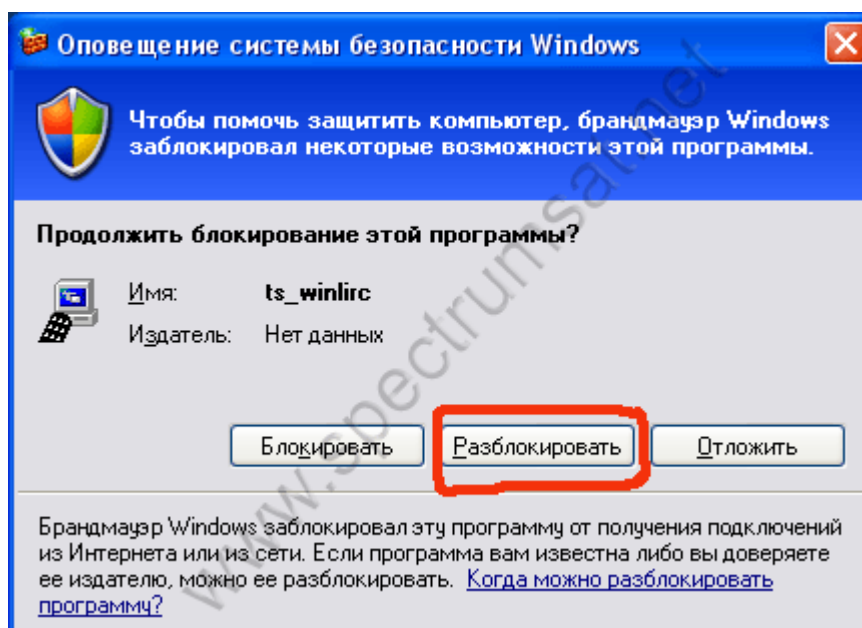 Оповещение системы безопасности Windows
Чтобы помочь защитить компьютер, брандмауэр Windows
заблокировал некоторые возможности этой программы.
Продолжить блокирование этой программы?
Имя: ts_winlirc
Издатель: Нет данных
Блокировать Разблокировать Отложить
Брандмауэр Windows заблокировал эту программу от получения подключений
из Интернета или из сети. Если программа вам известна либо вы доверяете
ее издателю, можно ее разблокировать. Когда можно разблокировать
программу?
www.spectrumsat.net